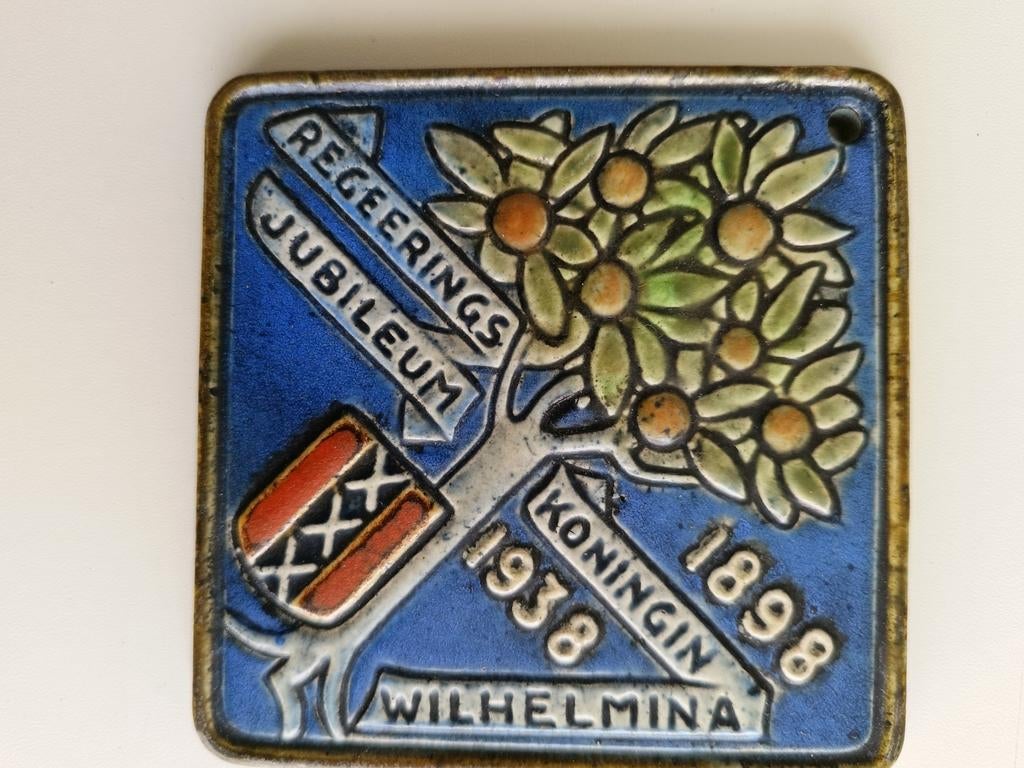 REGEERINGS
JUBILEUM
KONINGIN
WILHELMINA
1898
1938